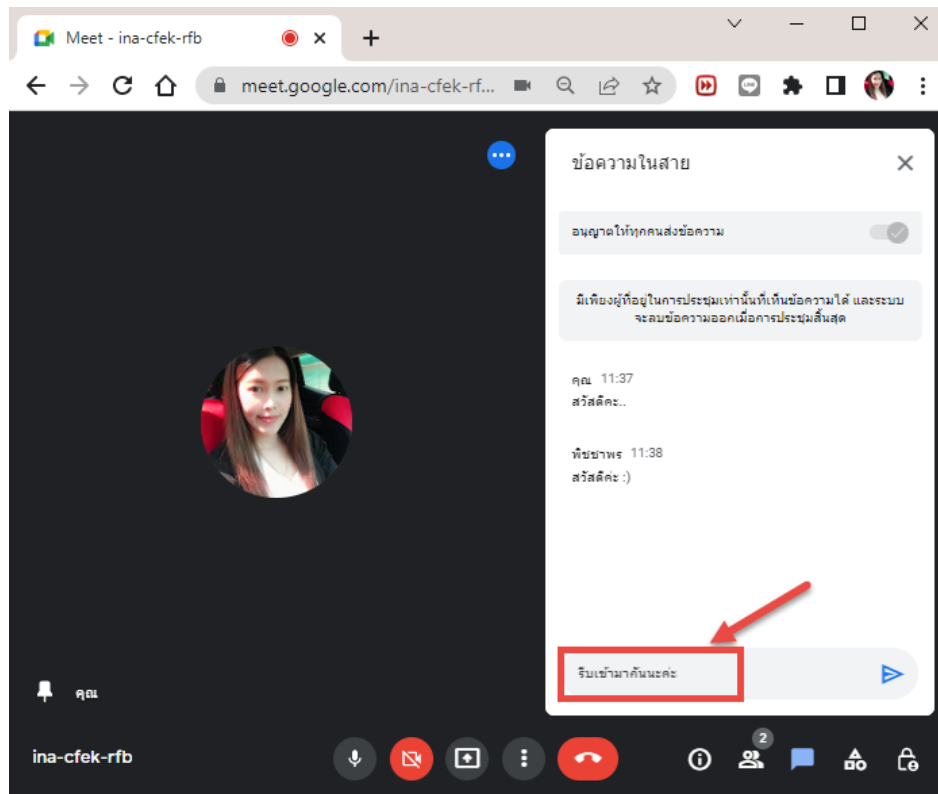 Meet - ina-cfek-rfb
meet.google.com/ina-cfek-rf...
ข้อความในสาย
อนุญาตให้ทุกคนส่งข้อความ
มีเพียงผู้ที่อยู่ในการประชุมเท่านั้นที่เห็นข้อความได้ และระบบ
จะลบข้อความออกเมื่อการประชุมสิ้นสุด
คุณ 11:37
สวัสดีคะ..
พิชชาพร 11:38
สวัสดีค่ะ :)
รีบเข้ามากันนะค่ะ
คุณ
ina-cfek-rfb
2